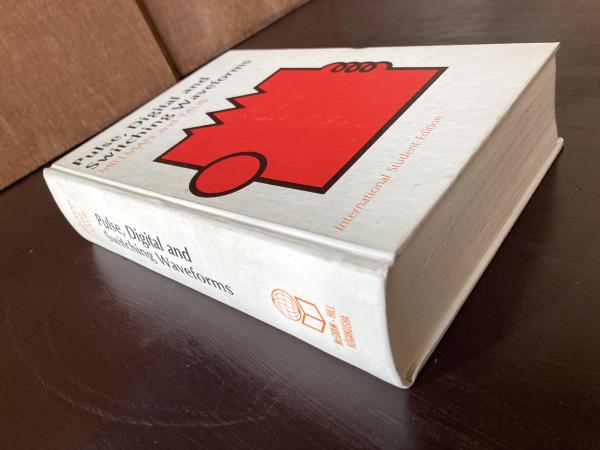 Pulse, Digital and
Switching Waveforms
MILLMAN and TAUB
International Student Edition
Pulse, Digital and
Switching Waveforms
McGRAW-HILL
KOGAKUSHA